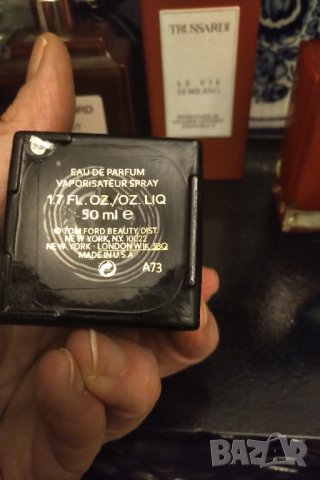 TRUSSARDI
LE VIE
DI MILANO
EAU DE PARFUM
VAPORISATEUR SPRAY
1.7 FL. OZ./OZ. LIQ
50 ml e
© TOM FORD BEAUTY, DIST.
NEW YORK, N.Y. 10022
NEW YORK · LONDON W1K 3BQ
MADE IN U.S.A
A73
BAZAR